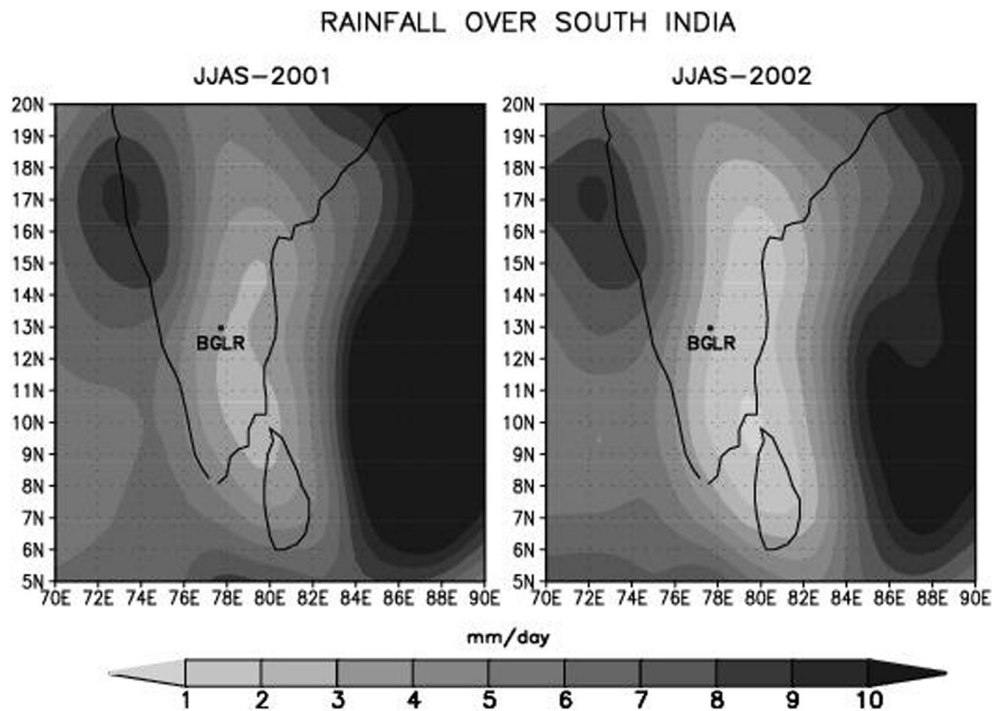 RAINFALL OVER SOUTH INDIA
JJAS-2001
JJAS-2002
20N
19N
18N
17N
16N
15N
14N
13N
12N
11N
10N
9N
8N
7N
6N
5N
BGLR
70E 72E 74E 76E 78E 80E 82E 84E 86E 88E 90E
20N
19N
18N
17N
16N
15N
14N
13N
12N
11N
10N
9N
8N
7N
6N
5N
BGLR
70E 72E 74E 76E 78E 80E 82E 84E 86E 88E 90E
mm/day
1 2 3 4 5 6 7 8 9 10